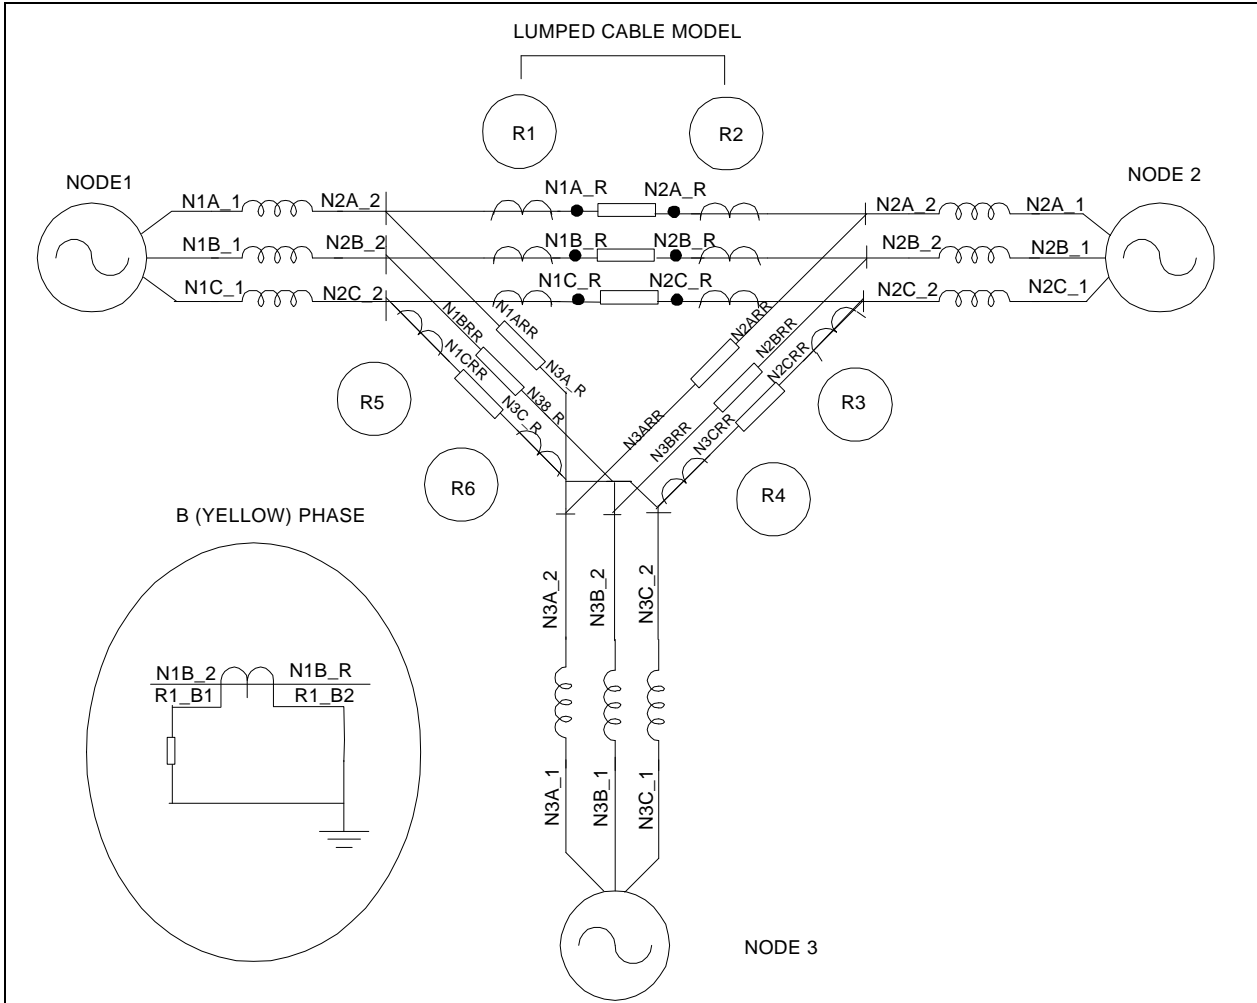 LUMPED CABLE MODEL
R1
R2
NODE1
NODE 2
N1A_1
N2A_2
N1A_R
N2A_R
N2A_2
N2A_1
N1B_1
N2B_2
N1B_R
N2B_R
N2B_2
N2B_1
N1C_1
N2C_2
N1C_R
N2C_R
N2C_2
N2C_1
N1ARR
N1BRR
N1CRR
N3A_R
N38_R
N3C_R
N2ARR
N2BRR
N2CRR
N3ARR
N3BRR
N3CRR
R5
R3
R6
R4
B (YELLOW) PHASE
N1B_2
N1B_R
R1_B1
R1_B2
N3A_2
N3B_2
N3C_2
N3A_1
N3B_1
N3C_1
NODE 3